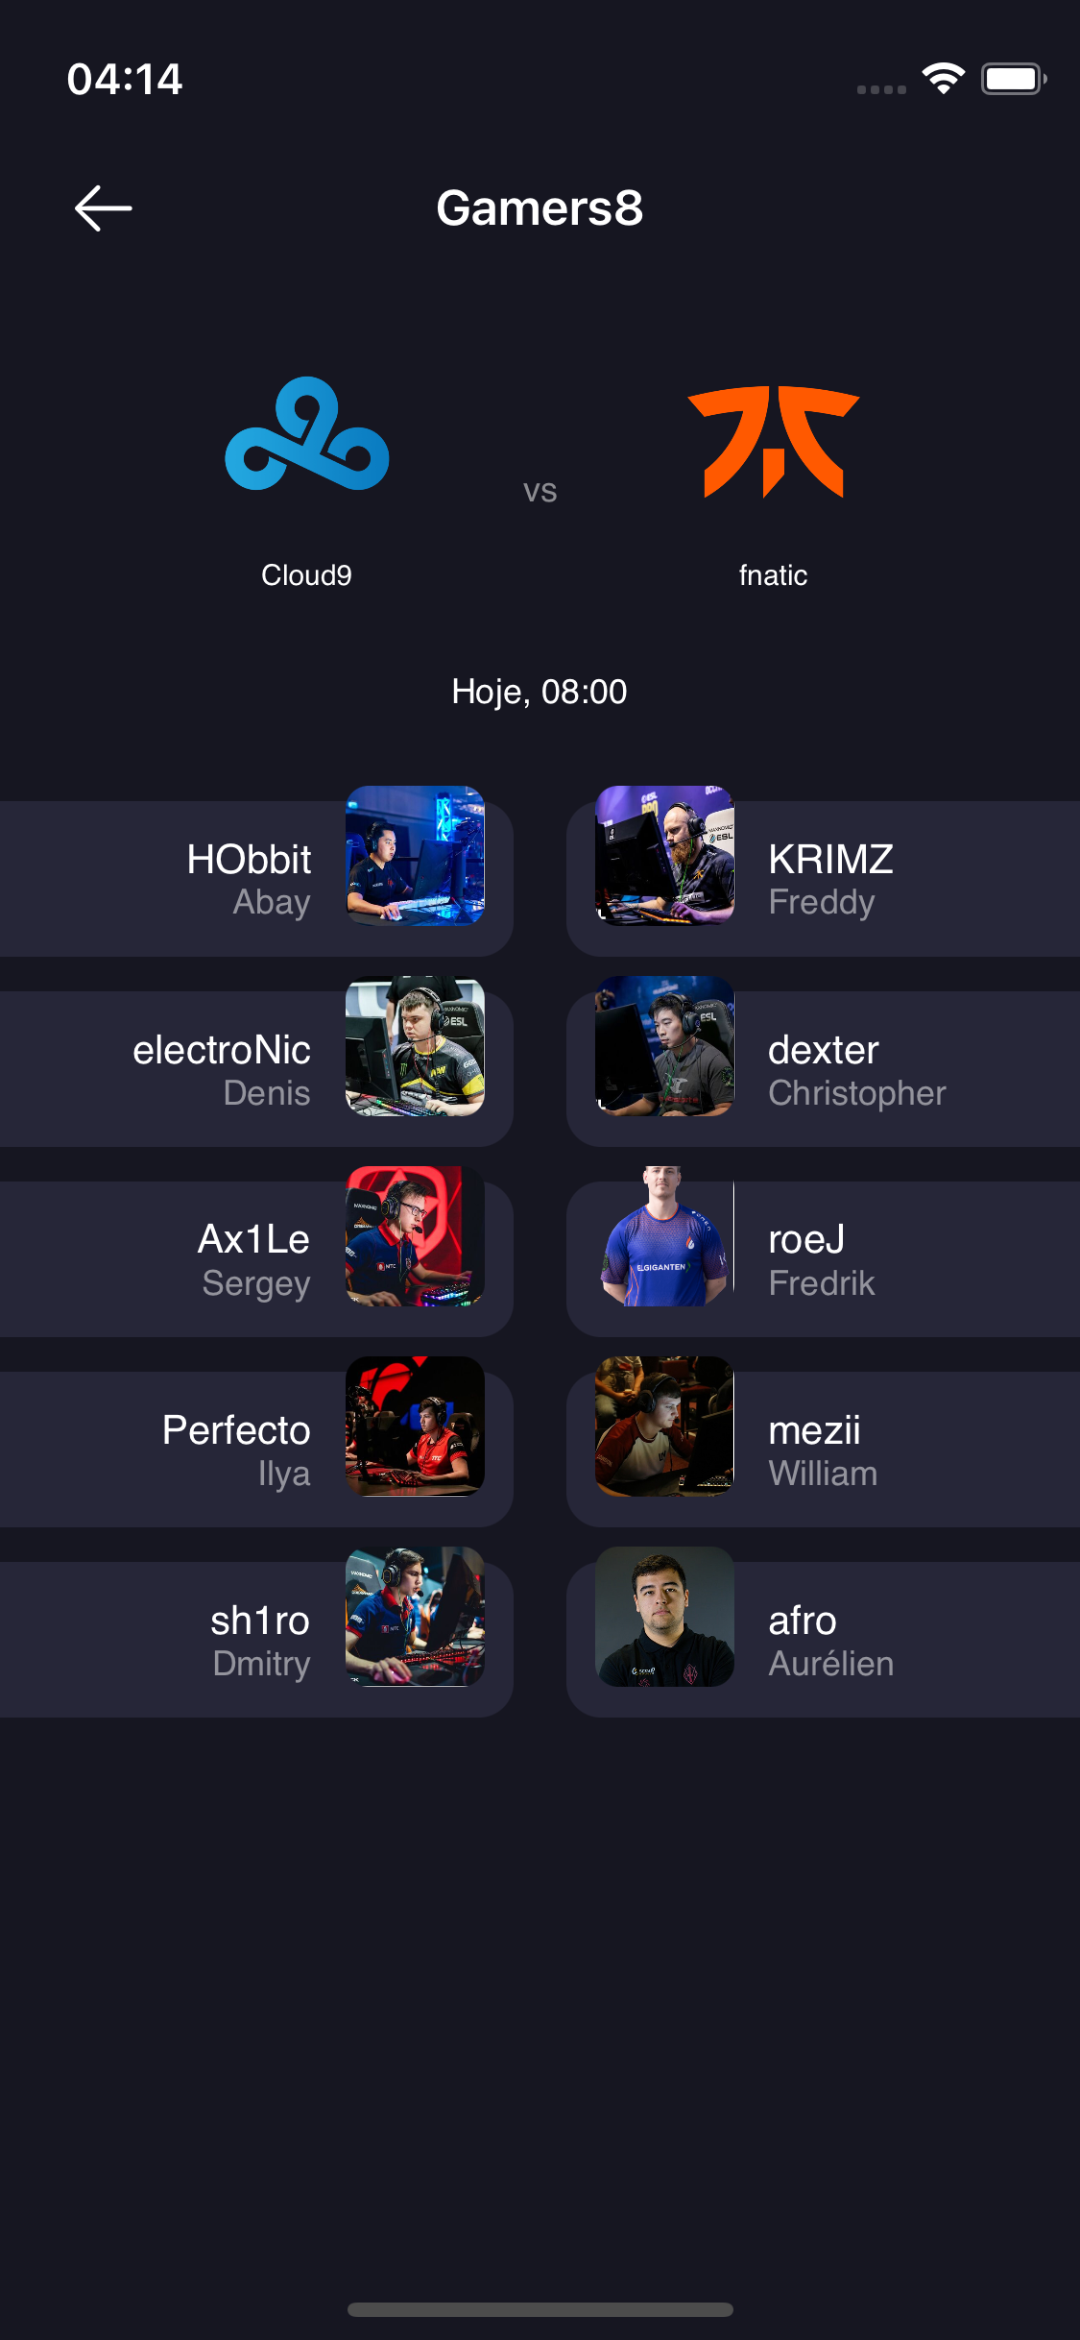 04:14
Gamers8
vs
Cloud9
fnatic
Hoje, 08:00
HObbit
Abay
KRIMZ
Freddy
electroNic
Denis
dexter
Christopher
Ax1Le
Sergey
ELGIGANTEN
roeJ
Fredrik
Perfecto
Ilya
mezii
William
sh1ro
Dmitry
afro
Aurélien